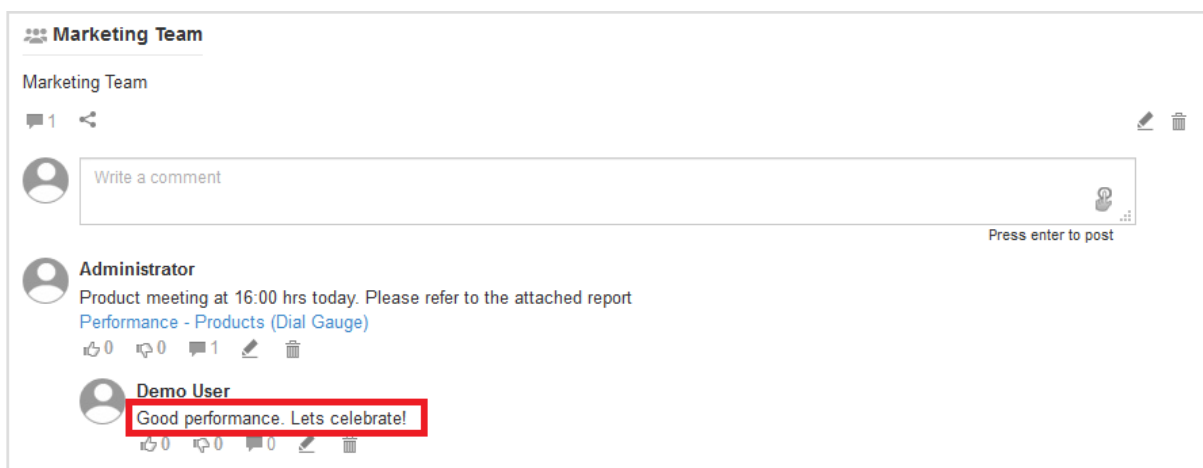 Marketing Team
Marketing Team
1
Write a comment
Press enter to post
Administrator
Product meeting at 16:00 hrs today. Please refer to the attached report
Performance - Products (Dial Gauge)
0 0 1
Demo User
Good performance. Lets celebrate!
0 0 0